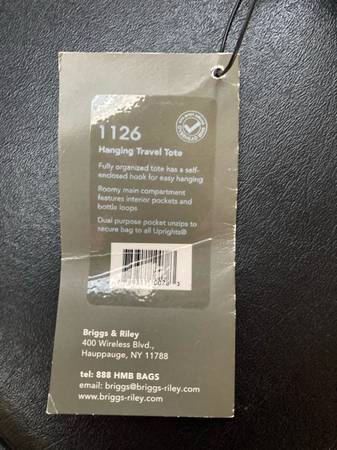 1126
Hanging Travel Tote
Fully organized tote has a self-
enclosed hook for easy hanging
Roomy main compartment
features interior pockets and
bottle loops
Dual purpose pocket unzips to
secure bag to all Uprights®
Briggs & Riley
400 Wireless Blvd.,
Hauppauge, NY 11788
tel: 888 HMB BAGS
email: briggs@briggs-riley.com
www.briggs-riley.com